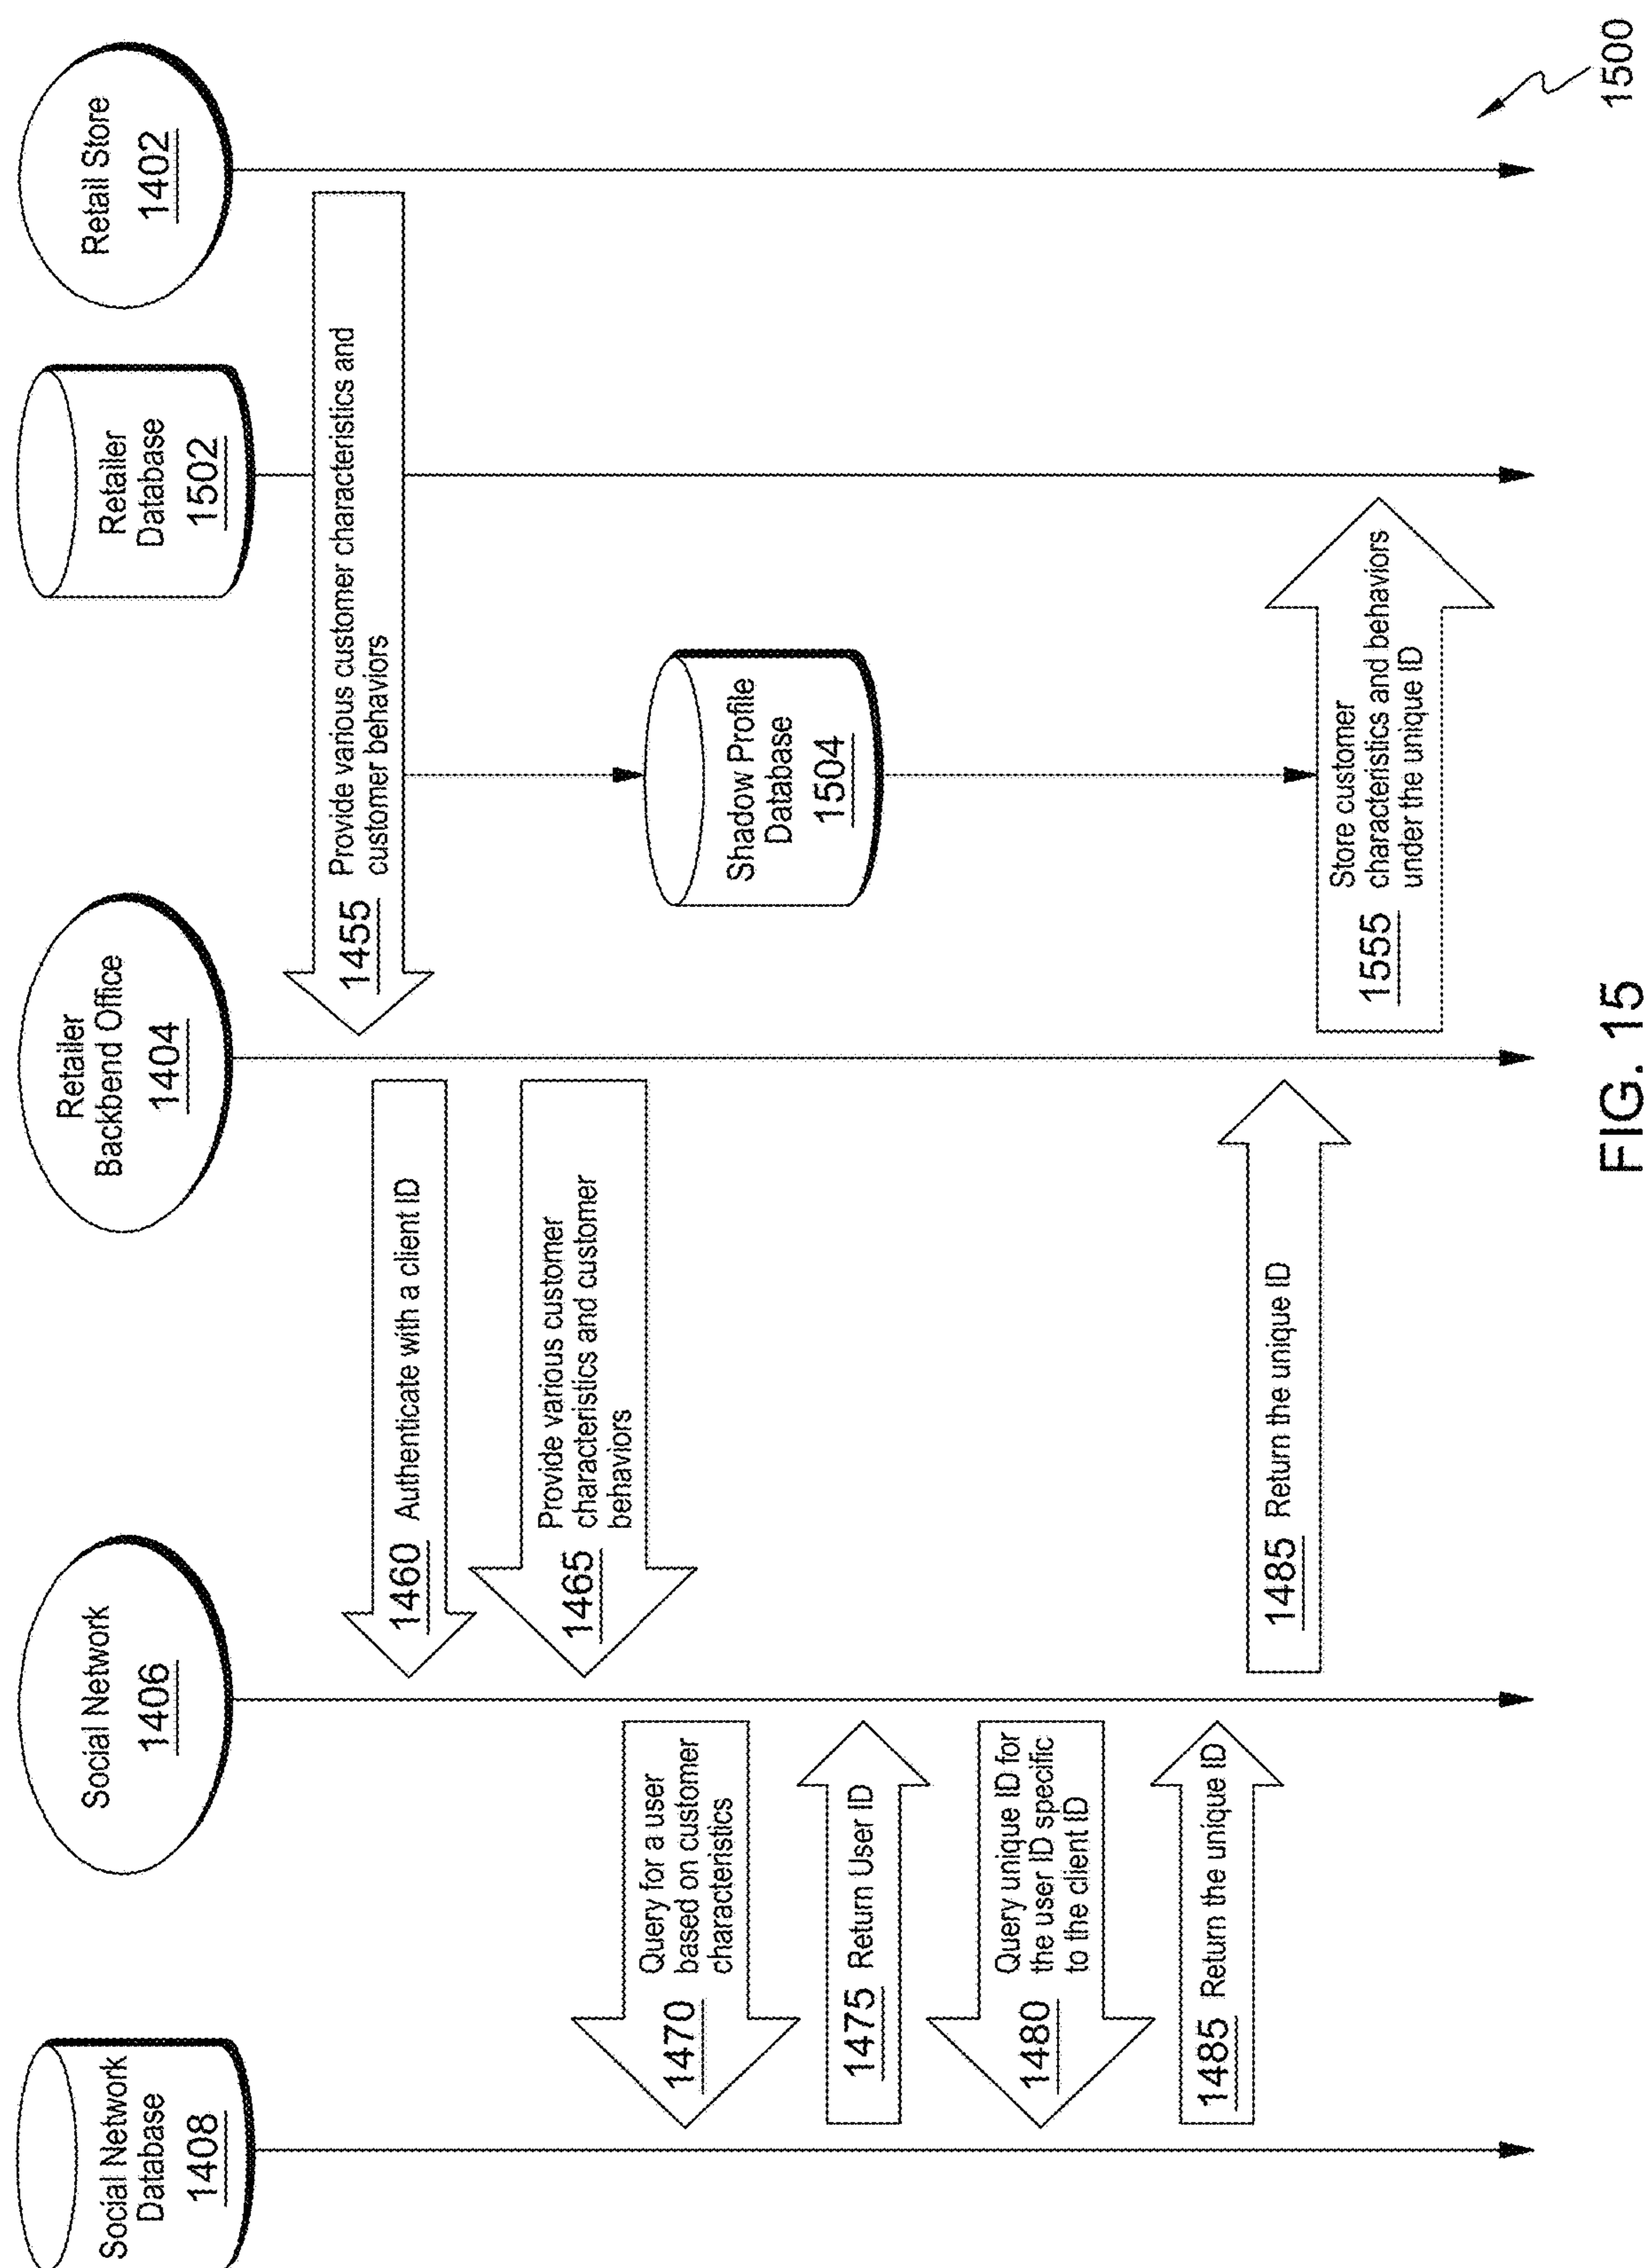 Social Network
Database
1408
Social Network
1406
Retailer
Backbend Office
1404
Retailer
Database
1502
Retail Store
1402
1455 Provide various customer characteristics and
customer behaviors
1460 Authenticate with a client ID
Provide various customer
characteristics and customer
1465 behaviors
Query for a user
based on customer
1470 characteristics
Shadow Profile
Database
1504
1475 Return User ID
Query unique ID for
the user ID specific
1480 to the client ID
1485 Return the unique ID
1485 Return the unique ID
Store customer
characteristics and behaviors
1555 under the unique ID
1500
FIG. 15